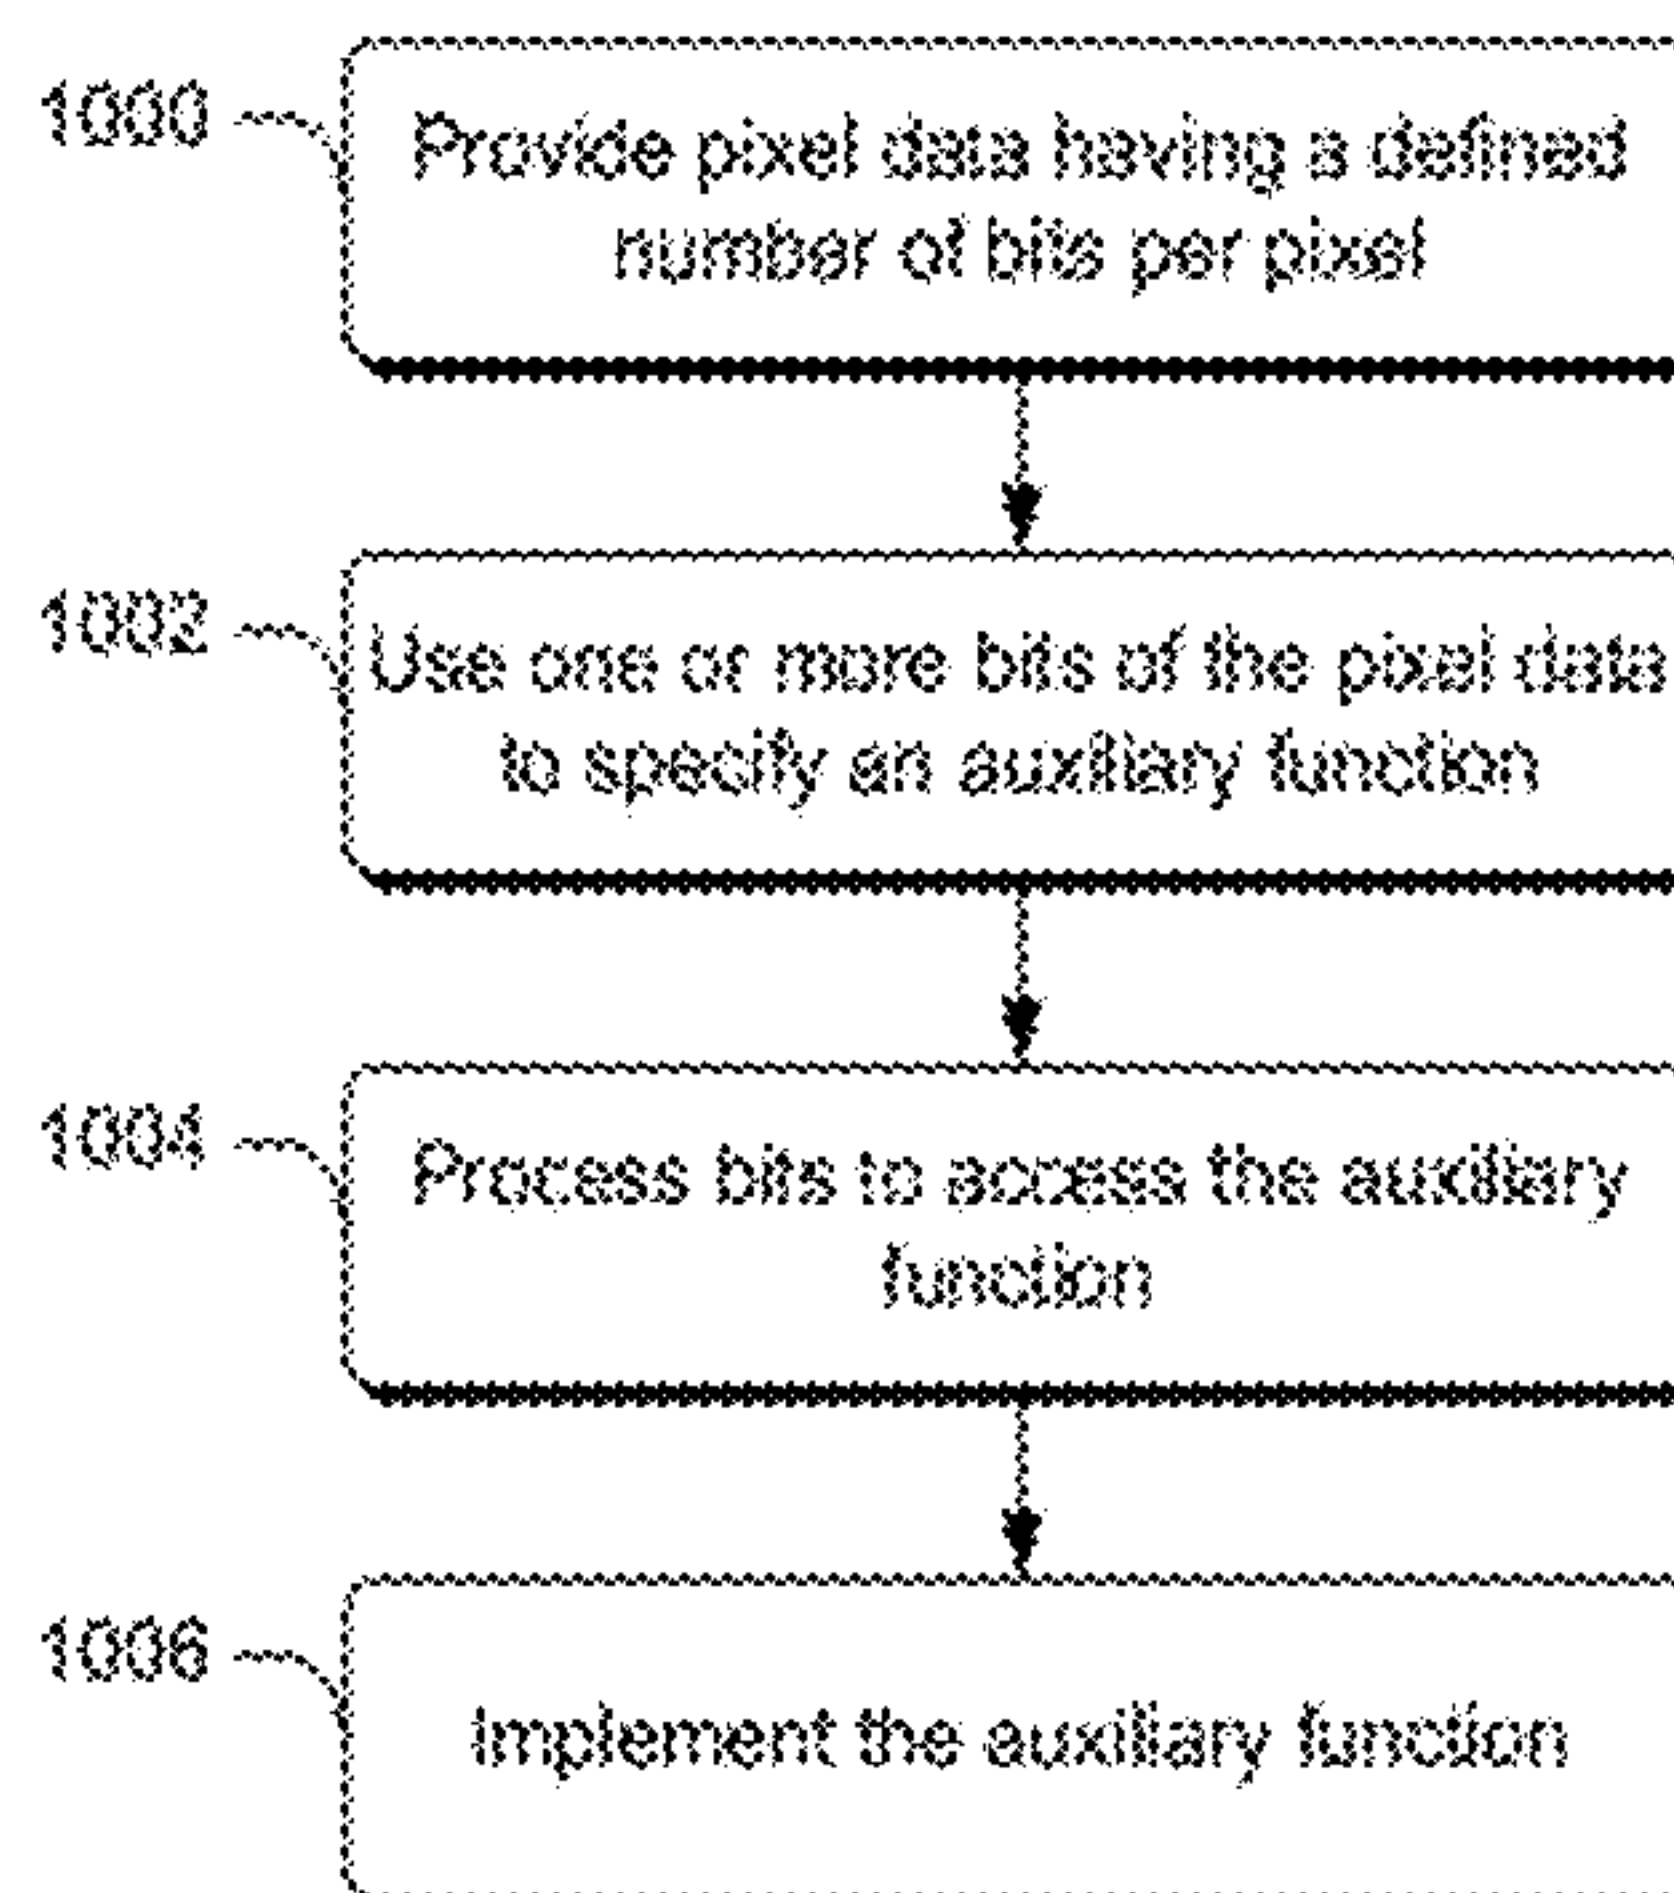 1000
Provide pixel data having a defined
number of bits per pixel
1002
Use one or more bits of the pixel data
to specify an auxiliary function
1004
Process bits to access the auxiliary
function
1006
Implement the auxiliary function